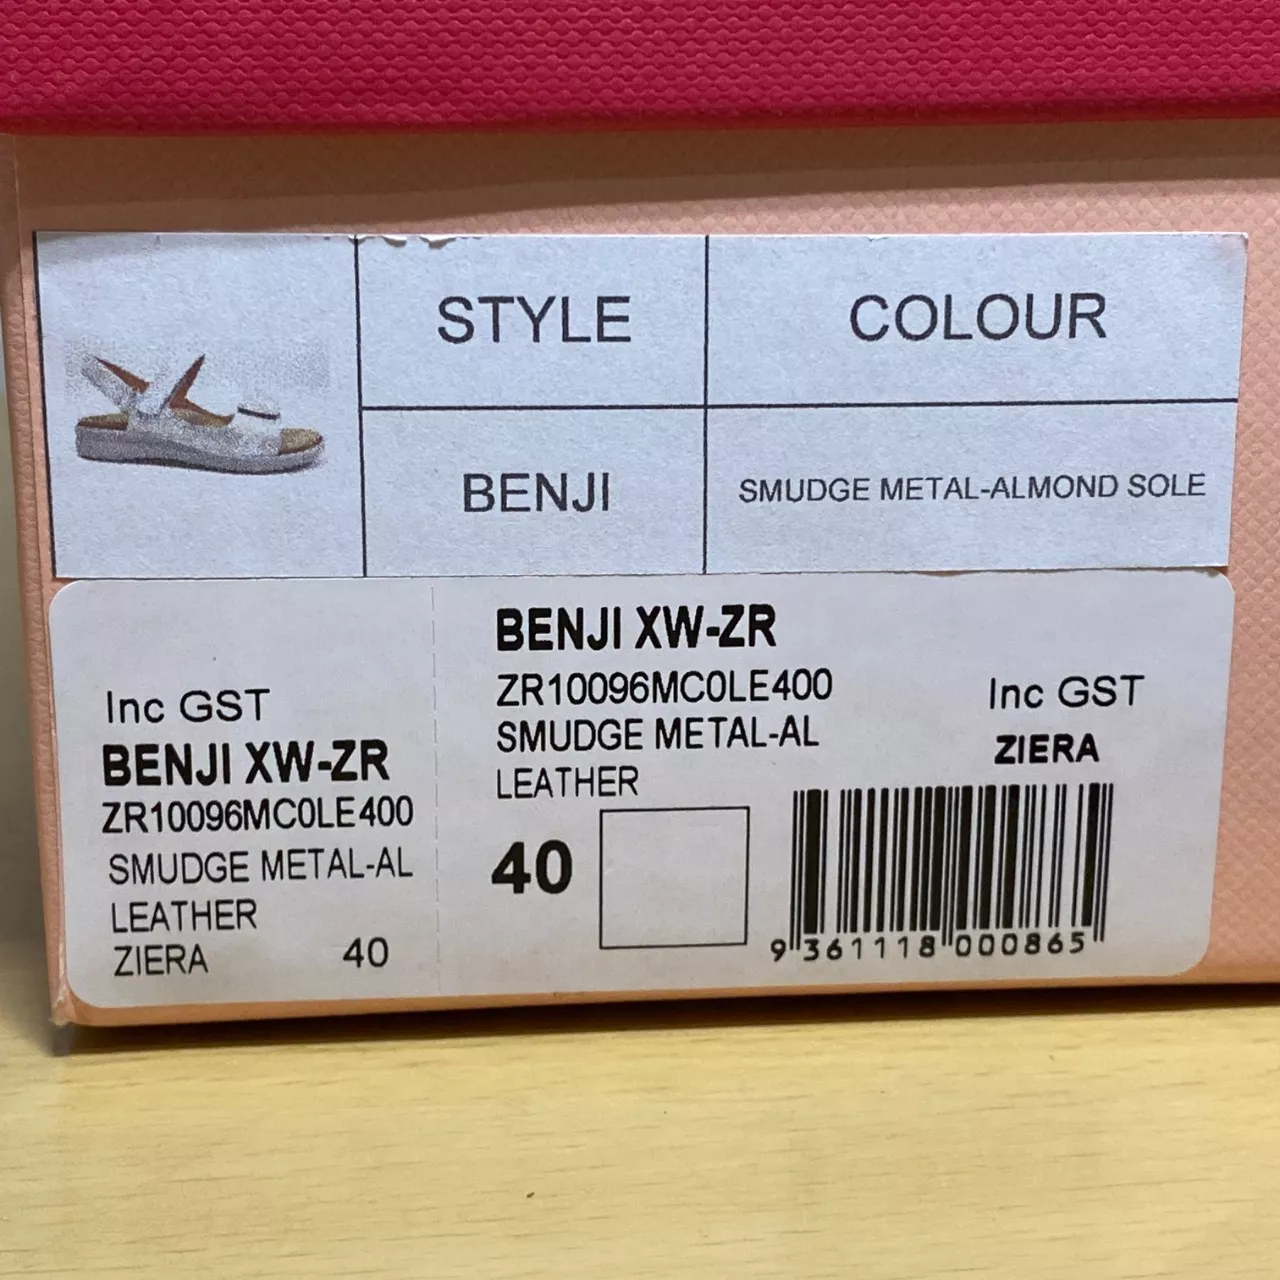 STYLE COLOUR
BENJI SMUDGE METAL-ALMOND SOLE
Inc GST
BENJI XW-ZR
ZR10096MC0LE400
SMUDGE METAL-AL
LEATHER
ZIERA 40
BENJI XW-ZR
ZR10096MC0LE400
SMUDGE METAL-AL
LEATHER
40
Inc GST
ZIERA
9 361118 000865